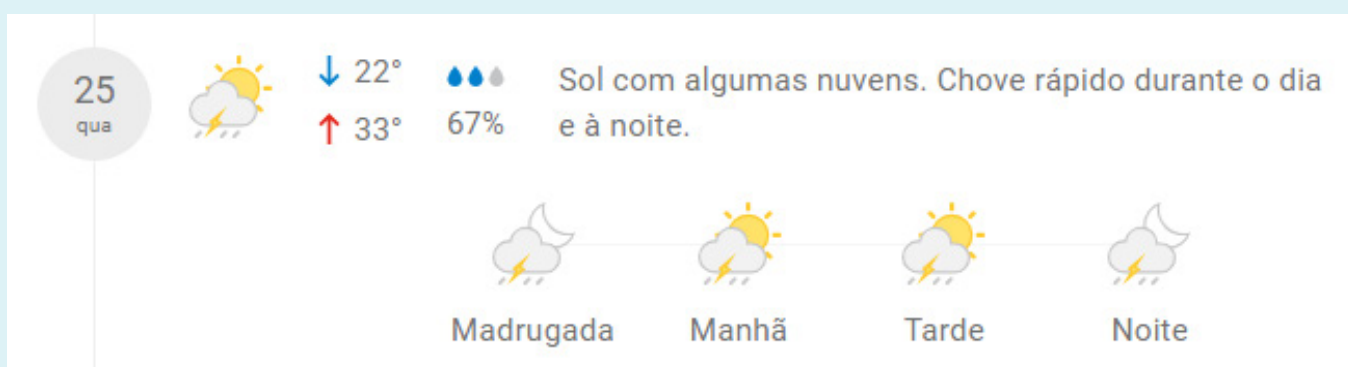 25
qua
↓ 22°
↑ 33°
67%
Sol com algumas nuvens. Chove rápido durante o dia
e à noite.
Madrugada Manhã Tarde Noite